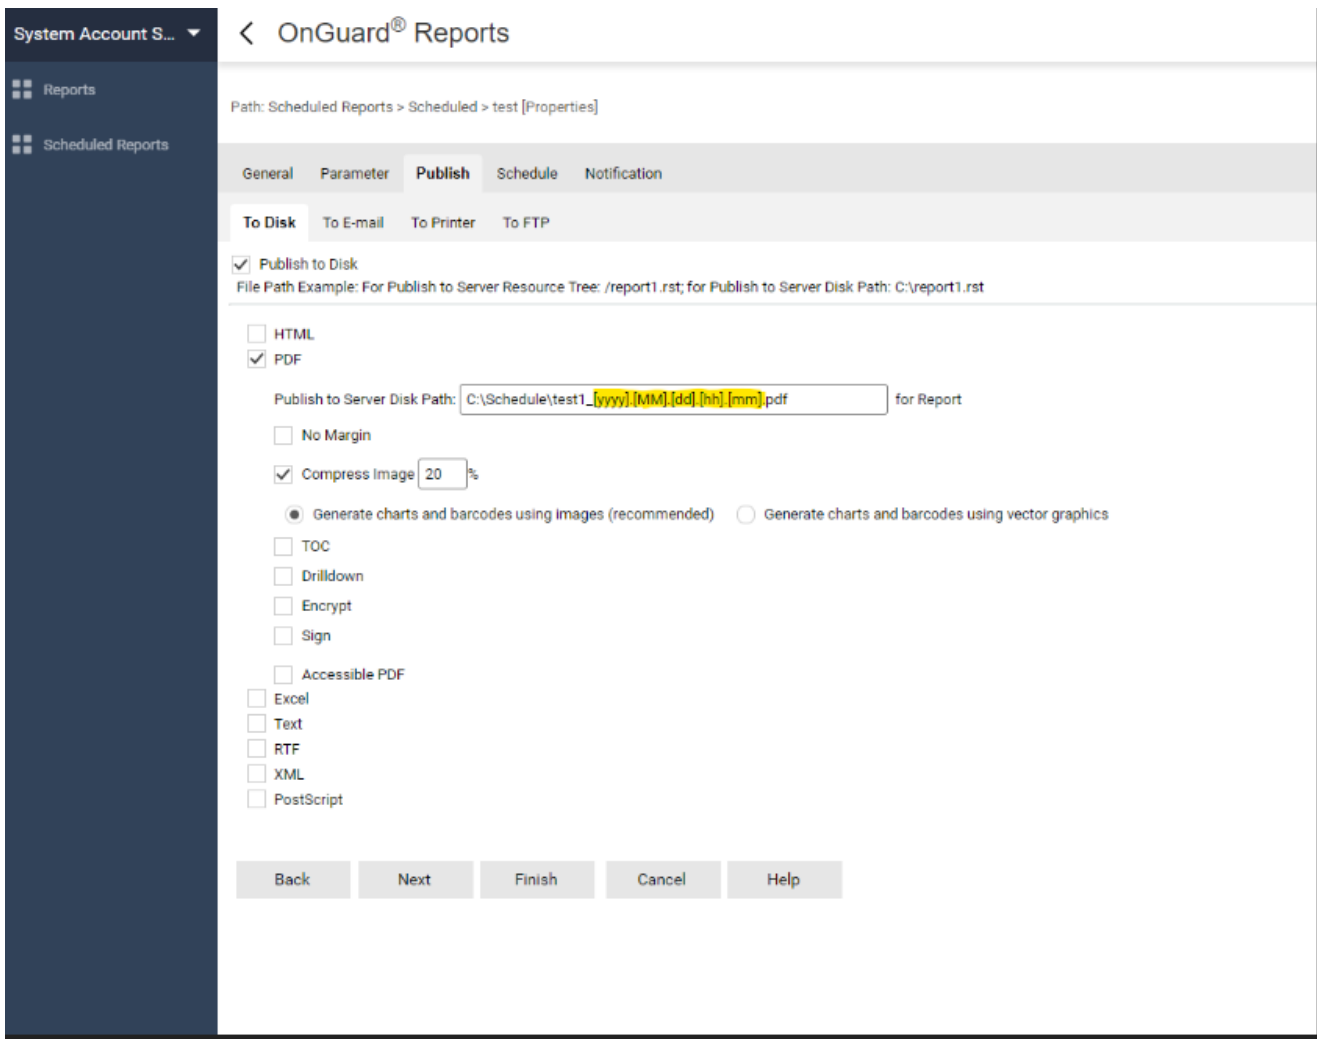 System Account S...
OnGuard® Reports
Reports
Scheduled Reports
Path: Scheduled Reports > Scheduled > test [Properties]
General Parameter Publish Schedule Notification
To Disk To E-mail To Printer To FTP
Publish to Disk
File Path Example: For Publish to Server Resource Tree: /report1.rst; for Publish to Server Disk Path: C:\report1.rst
HTML
PDF
Publish to Server Disk Path: C:\Schedule\test1_[yyyy].[MM].[dd].[hh].[mm].pdf for Report
No Margin
Compress Image 20 %
Generate charts and barcodes using images (recommended) Generate charts and barcodes using vector graphics
TOC
Drilldown
Encrypt
Sign
Accessible PDF
Excel
Text
RTF
XML
PostScript
Back Next Finish Cancel Help